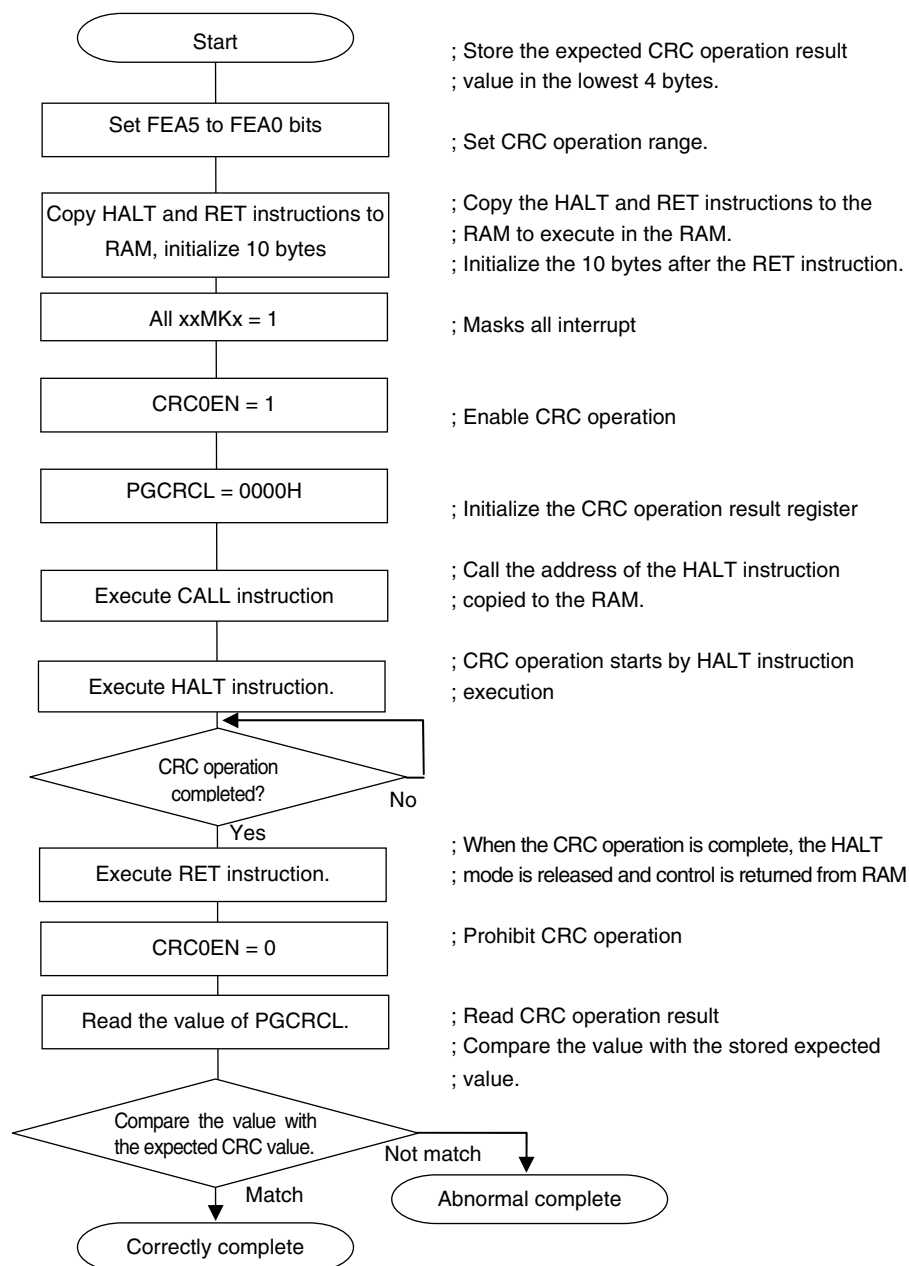 Start
; Store the expected CRC operation result
; value in the lowest 4 bytes.
Set FEA5 to FEA0 bits
; Set CRC operation range.
Copy HALT and RET instructions to
RAM, initialize 10 bytes
; Copy the HALT and RET instructions to the
; RAM to execute in the RAM.
; Initialize the 10 bytes after the RET instruction.
All xxMKx = 1
; Masks all interrupt
CRC0EN = 1
; Enable CRC operation
PGCRCL = 0000H
; Initialize the CRC operation result register
Execute CALL instruction
; Call the address of the HALT instruction
; copied to the RAM.
Execute HALT instruction.
; CRC operation starts by HALT instruction
; execution
CRC operation
completed?
No
Yes
Execute RET instruction.
; When the CRC operation is complete, the HALT
; mode is released and control is returned from RAM
CRC0EN = 0
; Prohibit CRC operation
Read the value of PGCRCL.
; Read CRC operation result
; Compare the value with the stored expected
; value.
Compare the value with
the expected CRC value.
Not match
Match
Abnormal complete
Correctly complete